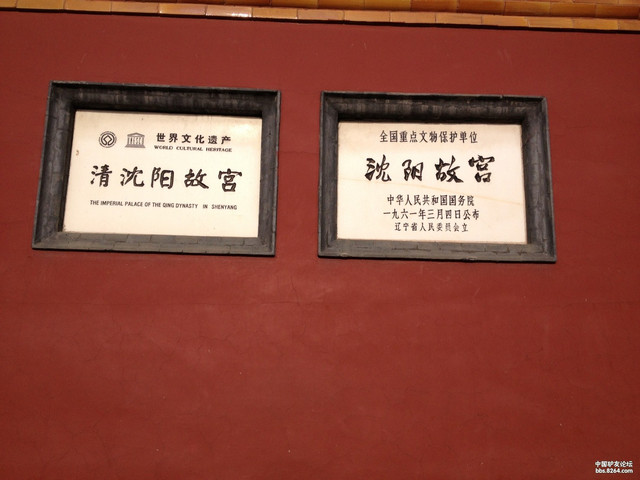 世界文化遗产
WORLD CULTURAL HERITAGE
清沈阳故宫
THE IMPERIAL PALACE OF THE QING DYNASTY IN SHENYANG
全国重点文物保护单位
沈阳故宫
中华人民共和国国务院
一九六一年三月四日公布
辽宁省人民委员会立
中国驴友论坛
bbs.8264.com